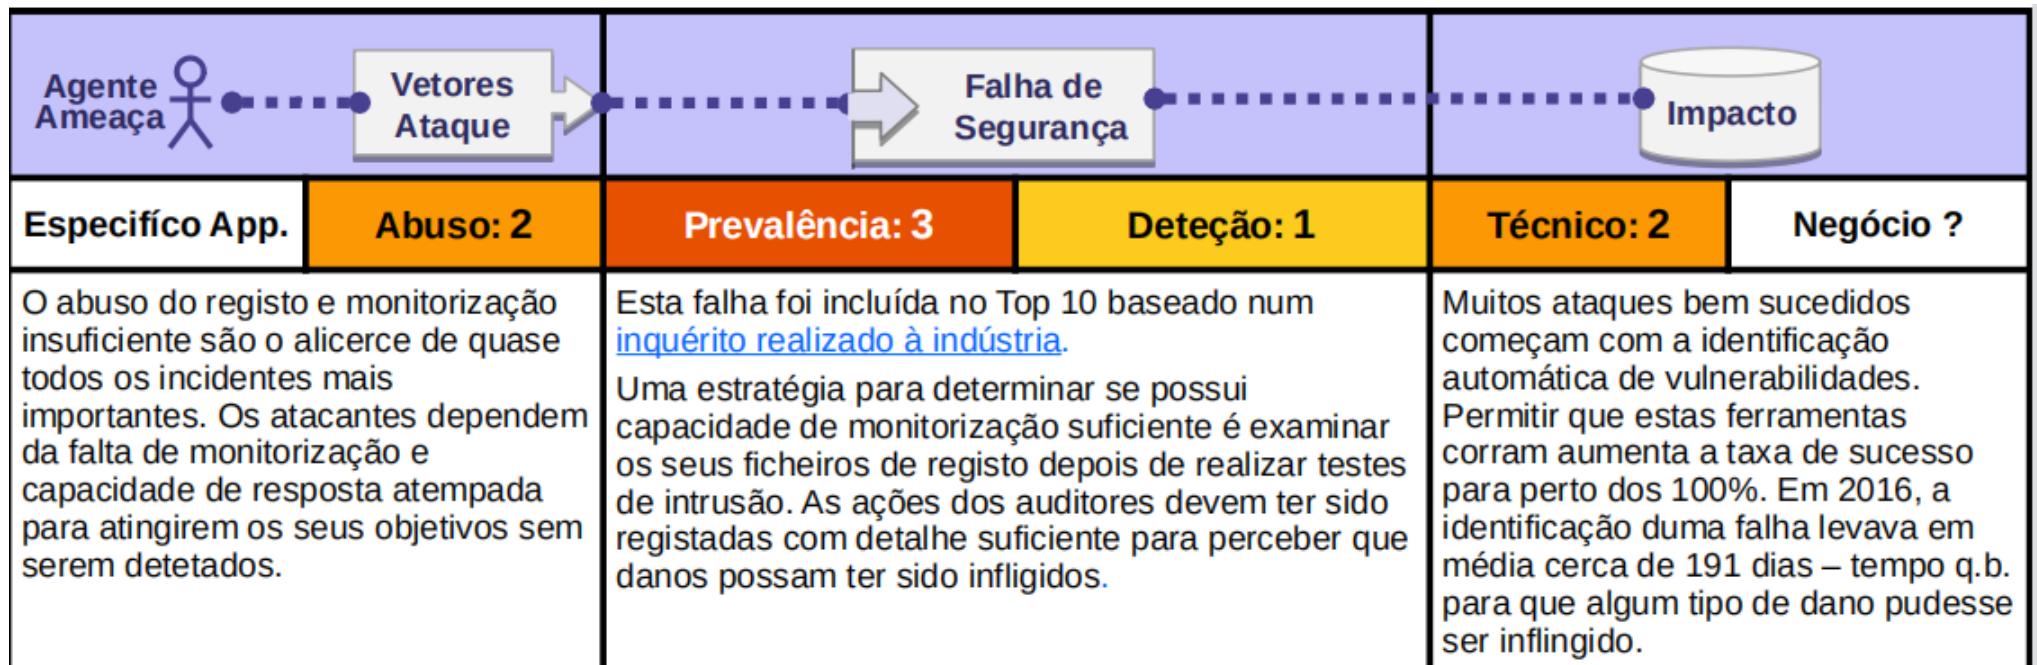 Agente
Ameaça
Vetores
Ataque
Falha de
Segurança
Impacto
Especifíco App.
Abuso: 2
Prevalência: 3
Deteção: 1
Técnico: 2
Negócio ?
O abuso do registo e monitorização
insuficiente são o alicerce de quase
todos os incidentes mais
importantes. Os atacantes dependem
da falta de monitorização e
capacidade de resposta atempada
para atingirem os seus objetivos sem
serem detetados.
Esta falha foi incluída no Top 10 baseado num
inquérito realizado à indústria.
Uma estratégia para determinar se possui
capacidade de monitorização suficiente é examinar
os seus ficheiros de registo depois de realizar testes
de intrusão. As ações dos auditores devem ter sido
registadas com detalhe suficiente para perceber que
danos possam ter sido infligidos.
Muitos ataques bem sucedidos
começam com a identificação
automática de vulnerabilidades.
Permitir que estas ferramentas
corram aumenta a taxa de sucesso
para perto dos 100%. Em 2016, a
identificação duma falha levava em
média cerca de 191 dias – tempo q.b.
para que algum tipo de dano pudesse
ser inflingido.